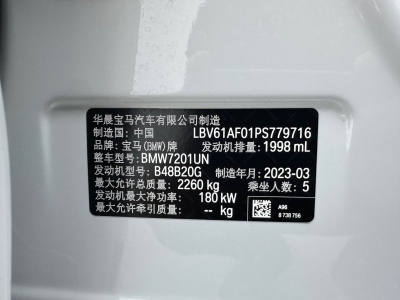 华晨宝马汽车有限公司制造
制造国：中国 LBV61AF01PS779716
品牌：宝马(BMW)牌 发动机排量：1998 mL
整车型号：BMW7201UN
发动机型号：B48B20G 制造年月：2023-03
最大允许总质量：2260 kg 乘坐人数：5
发动机最大净功率：180 kW A96
最大允许牵引质量：-- kg 8 738 756